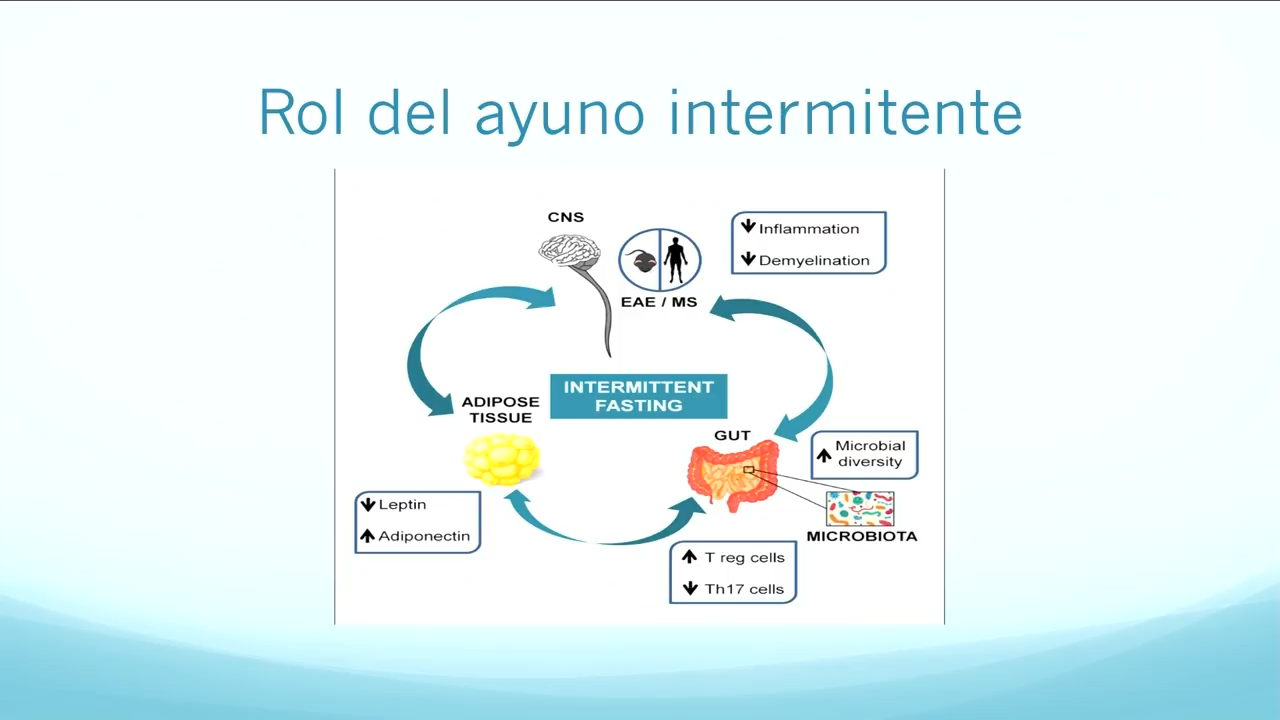 Rol del ayuno intermitente
CNS
EAE / MS
Inflammation
Demyelination
INTERMITTENT
FASTING
ADIPOSE
TISSUE
Leptin
Adiponectin
GUT
Microbial
diversity
MICROBIOTA
T reg cells
Th17 cells